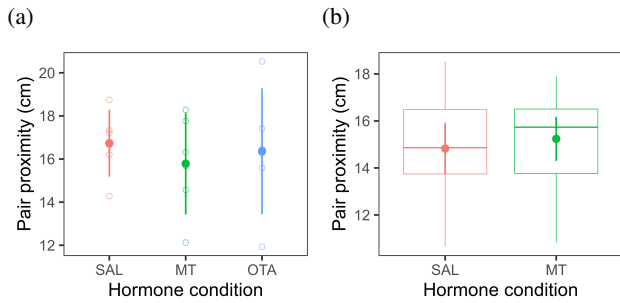 (a)
Pair proximity (cm)
20
18
16
14
12
SAL MT OTA
Hormone condition
(b)
Pair proximity (cm)
18
16
14
12
SAL MT
Hormone condition